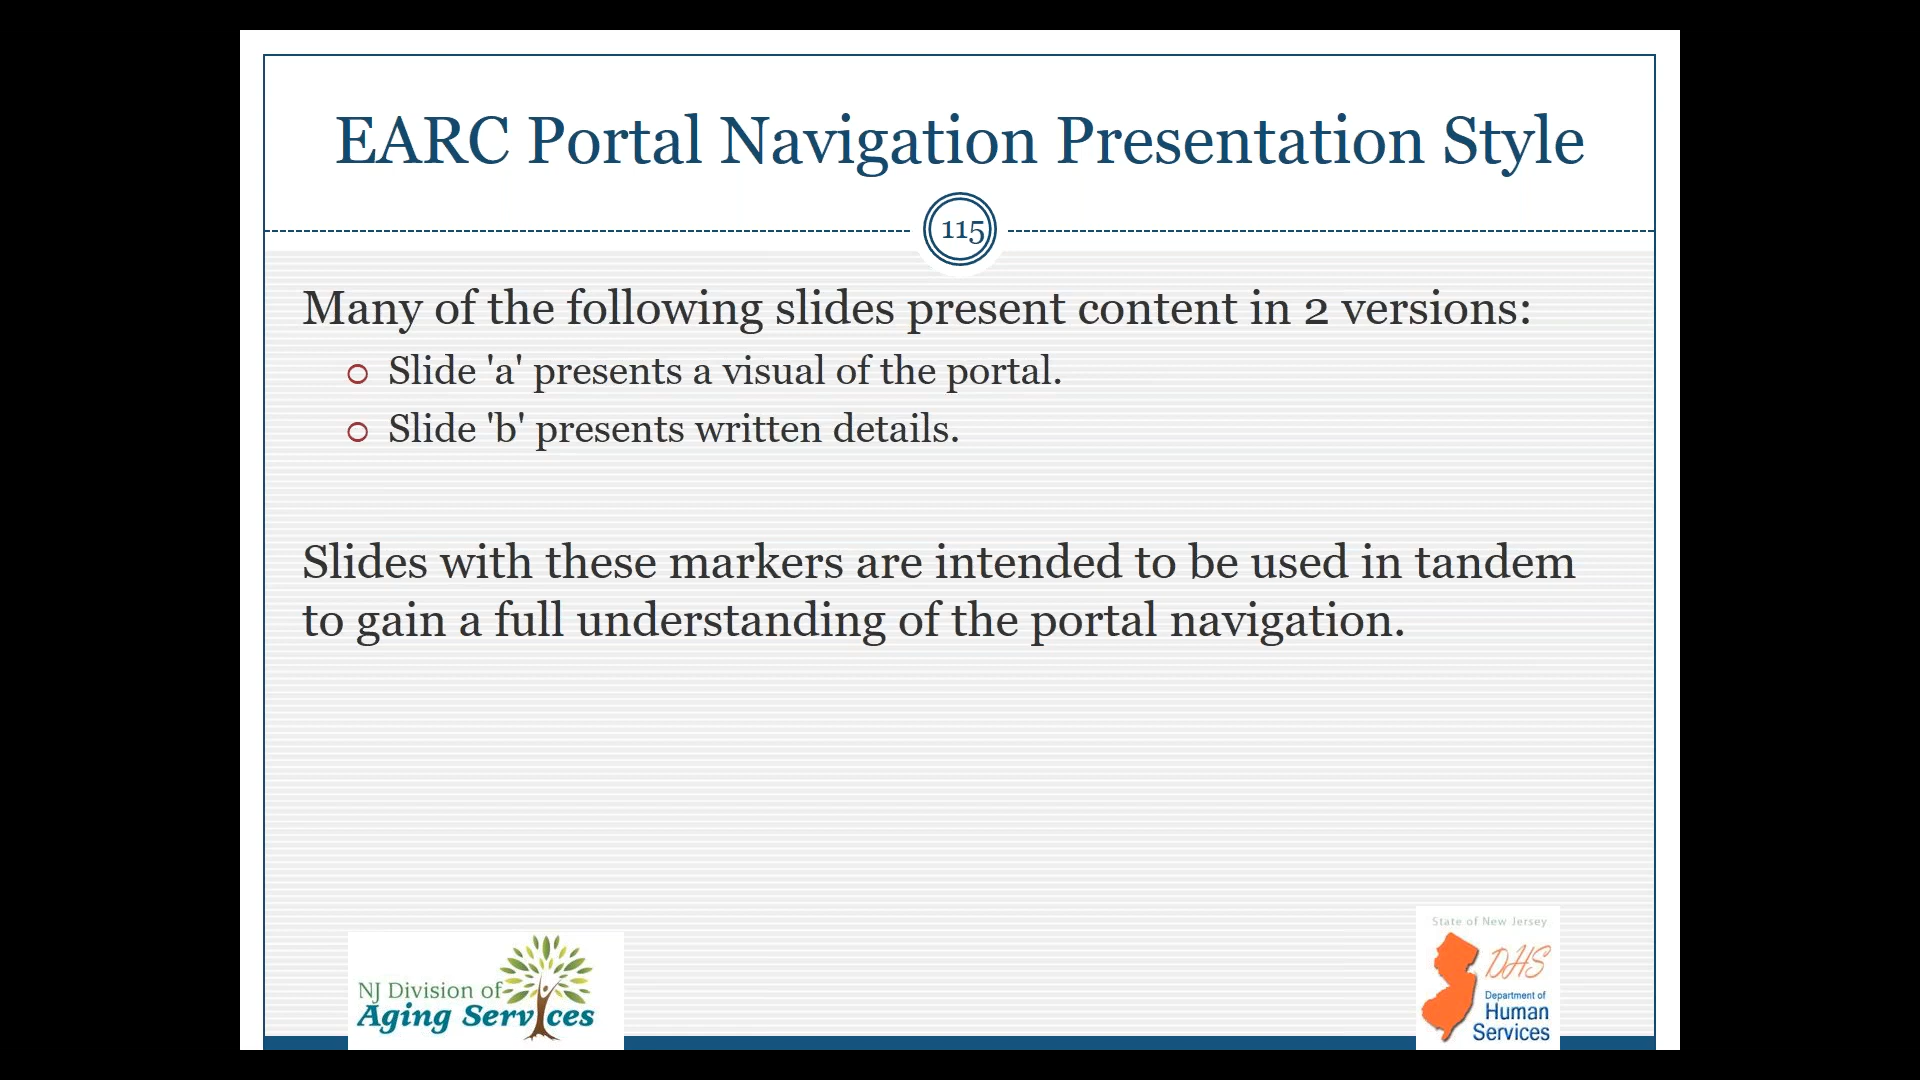 EARC Portal Navigation Presentation Style
115
Many of the following slides present content in 2 versions:
Slide 'a' presents a visual of the portal.
Slide 'b' presents written details.
Slides with these markers are intended to be used in tandem
to gain a full understanding of the portal navigation.
NJ Division of
Aging Services
State of New Jersey
DHS
Department of
Human
Services